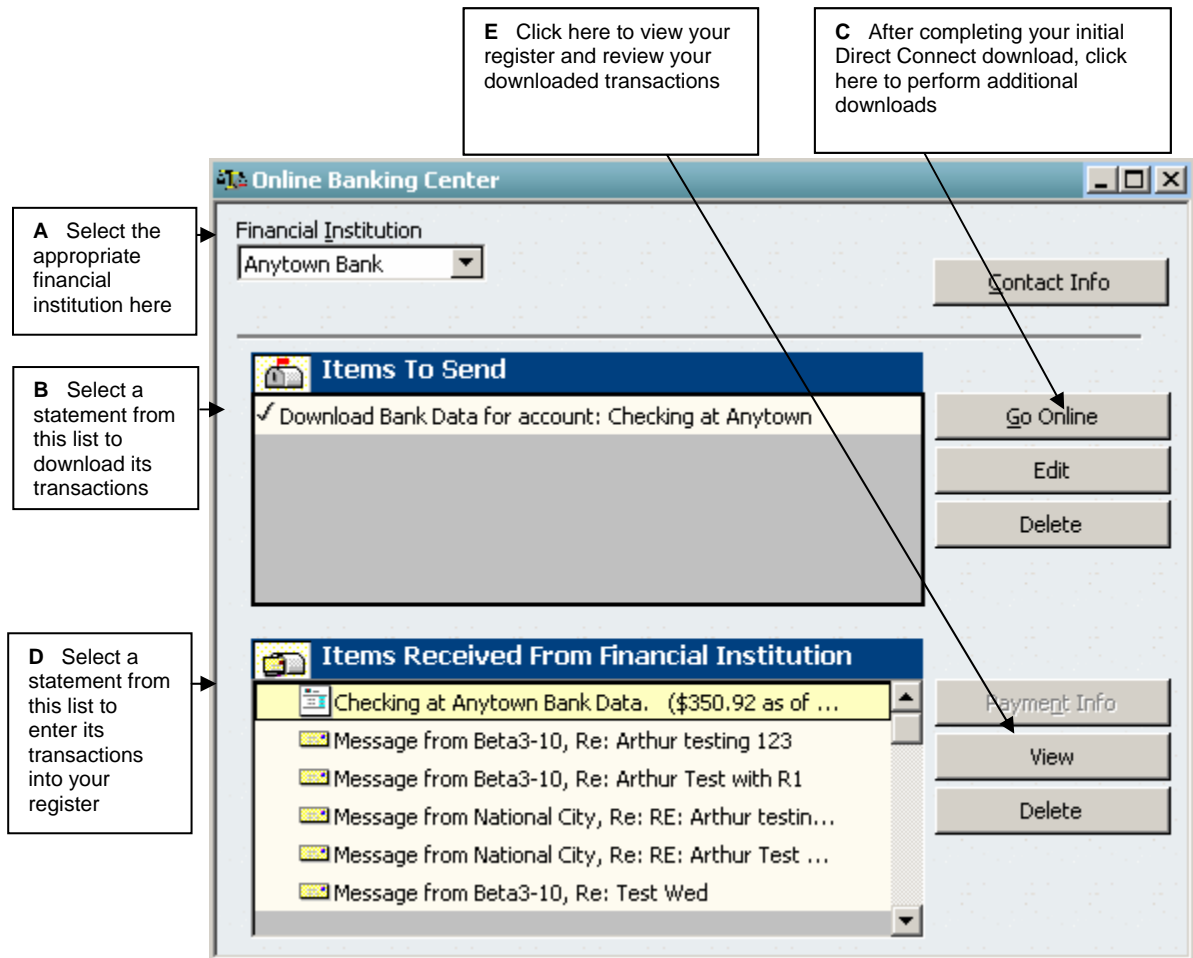 E Click here to view your
register and review your
downloaded transactions
C After completing your initial
Direct Connect download, click
here to perform additional
downloads
Online Banking Center
A Select the
appropriate
financial
institution here
Financial Institution
Anytown Bank
Contact Info
B Select a
statement from
this list to
download its
transactions
Items To Send
✓ Download Bank Data for account: Checking at Anytown
Go Online
Edit
Delete
D Select a
statement from
this list to
enter its
transactions
into your
register
Items Received From Financial Institution
Checking at Anytown Bank Data. ($350.92 as of ...
Message from Beta3-10, Re: Arthur testing 123
Message from Beta3-10, Re: Arthur Test with R1
Message from National City, Re: RE: Arthur testin...
Message from National City, Re: RE: Arthur Test ...
Message from Beta3-10, Re: Test Wed
Payment Info
View
Delete